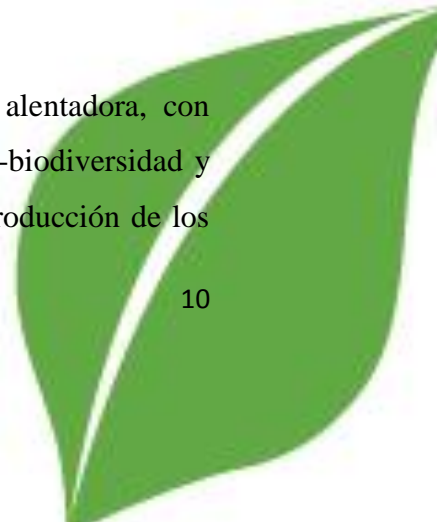 alentadora, con
-biodiversidad y
roducción de los
10